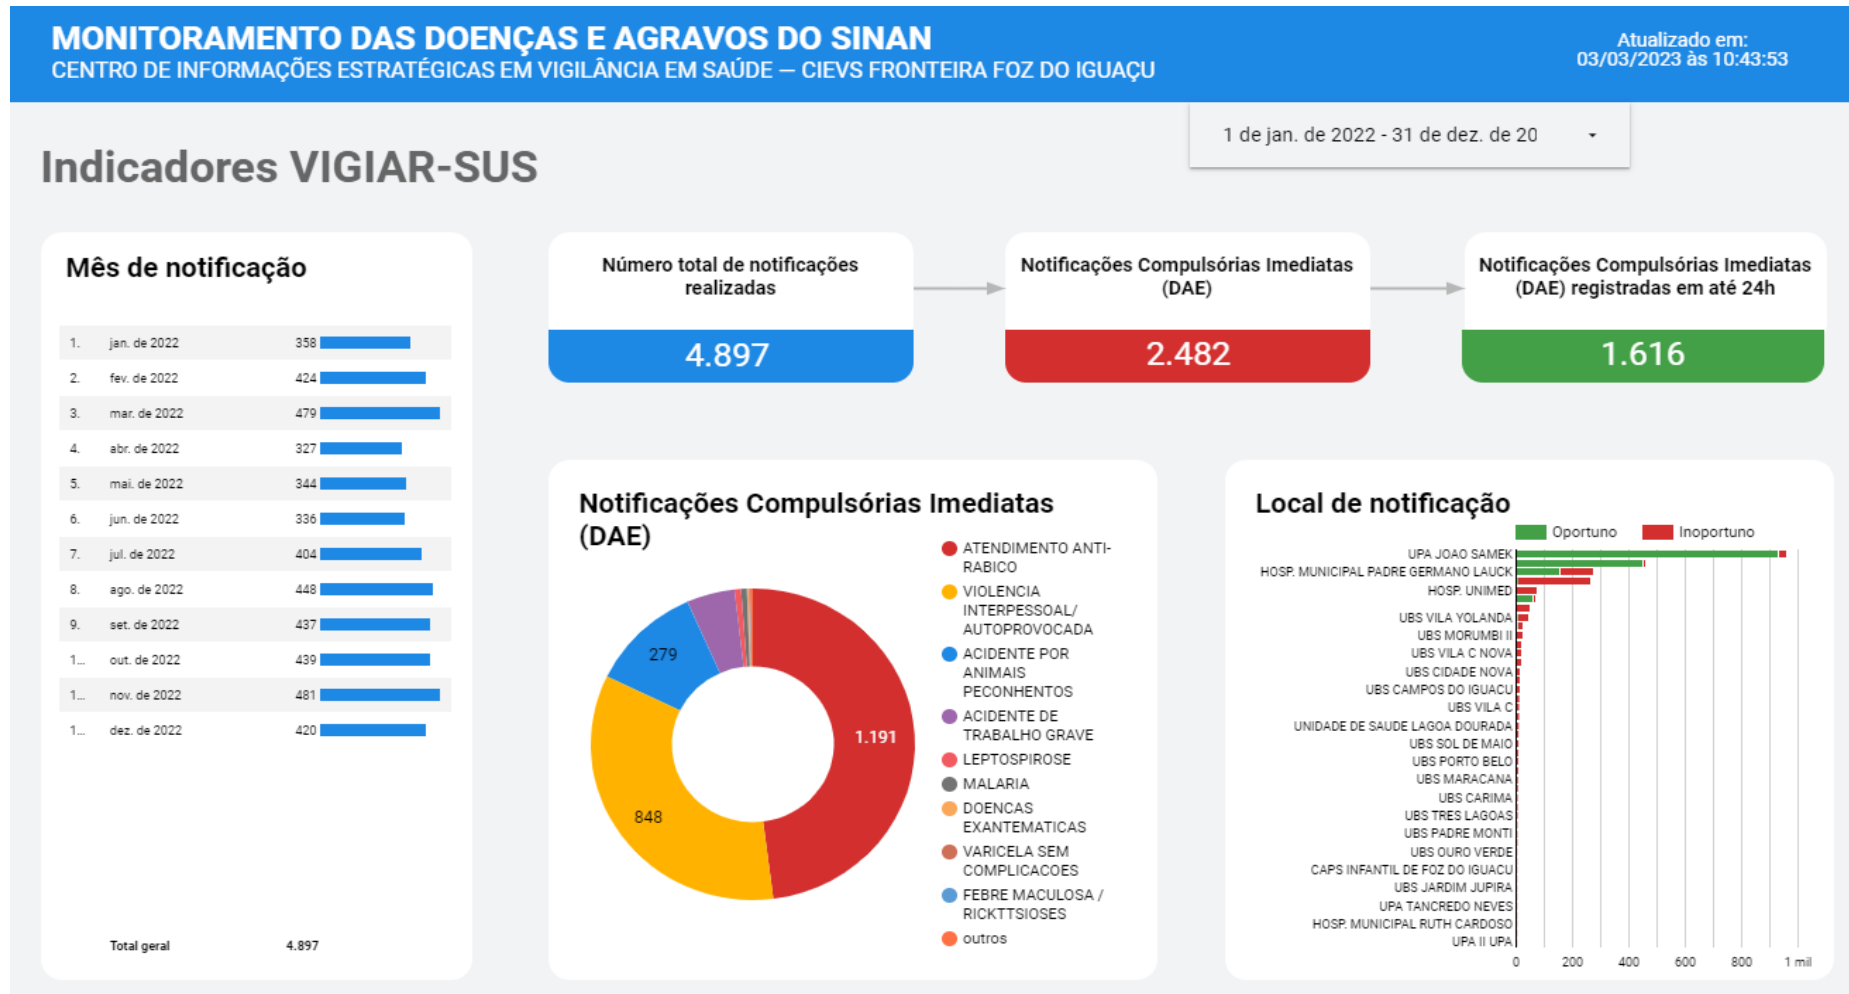 MONITORAMENTO DAS DOENÇAS E AGRAVOS DO SINAN
CENTRO DE INFORMAÇÕES ESTRATÉGICAS EM VIGILÂNCIA EM SAÚDE — CIEVS FRONTEIRA FOZ DO IGUAÇU
Atualizado em:
03/03/2023 às 10:43:53
1 de jan. de 2022 - 31 de dez. de 20
Indicadores VIGIAR-SUS
Mês de notificação
1. jan. de 2022 358
2. fev. de 2022 424
3. mar. de 2022 479
4. abr. de 2022 327
5. mai. de 2022 344
6. jun. de 2022 336
7. jul. de 2022 404
8. ago. de 2022 448
9. set. de 2022 437
1... out. de 2022 439
1... nov. de 2022 481
1... dez. de 2022 420
Total geral 4.897
Número total de notificações
realizadas
4.897
Notificações Compulsórias Imediatas
(DAE)
2.482
Notificações Compulsórias Imediatas
(DAE) registradas em até 24h
1.616
Notificações Compulsórias Imediatas
(DAE)
279
848
1.191
ATENDIMENTO ANTI-
RABICO
VIOLENCIA
INTERPESSOAL/
AUTOPROVOCADA
ACIDENTE POR
ANIMAIS
PECONHENTOS
ACIDENTE DE
TRABALHO GRAVE
LEPTOSPIROSE
MALARIA
DOENCAS
EXANTEMATICAS
VARICELA SEM
COMPLICACOES
FEBRE MACULOSA /
RICKTTSIOSES
outros
Local de notificação
Oportuno Inoportuno
UPA JOAO SAMEK
HOSP. MUNICIPAL PADRE GERMANO LAUCK
HOSP. UNIMED
UBS VILA YOLANDA
UBS MORUMBI II
UBS VILA C NOVA
UBS CIDADE NOVA
UBS CAMPOS DO IGUACU
UBS VILA C
UNIDADE DE SAUDE LAGOA DOURADA
UBS SOL DE MAIO
UBS PORTO BELO
UBS MARACANA
UBS CARIMA
UBS TRES LAGOAS
UBS PADRE MONTI
UBS OURO VERDE
CAPS INFANTIL DE FOZ DO IGUACU
UBS JARDIM JUPIRA
UPA TANCREDO NEVES
HOSP. MUNICIPAL RUTH CARDOSO
UPA II UPA
0 200 400 600 800 1 mil